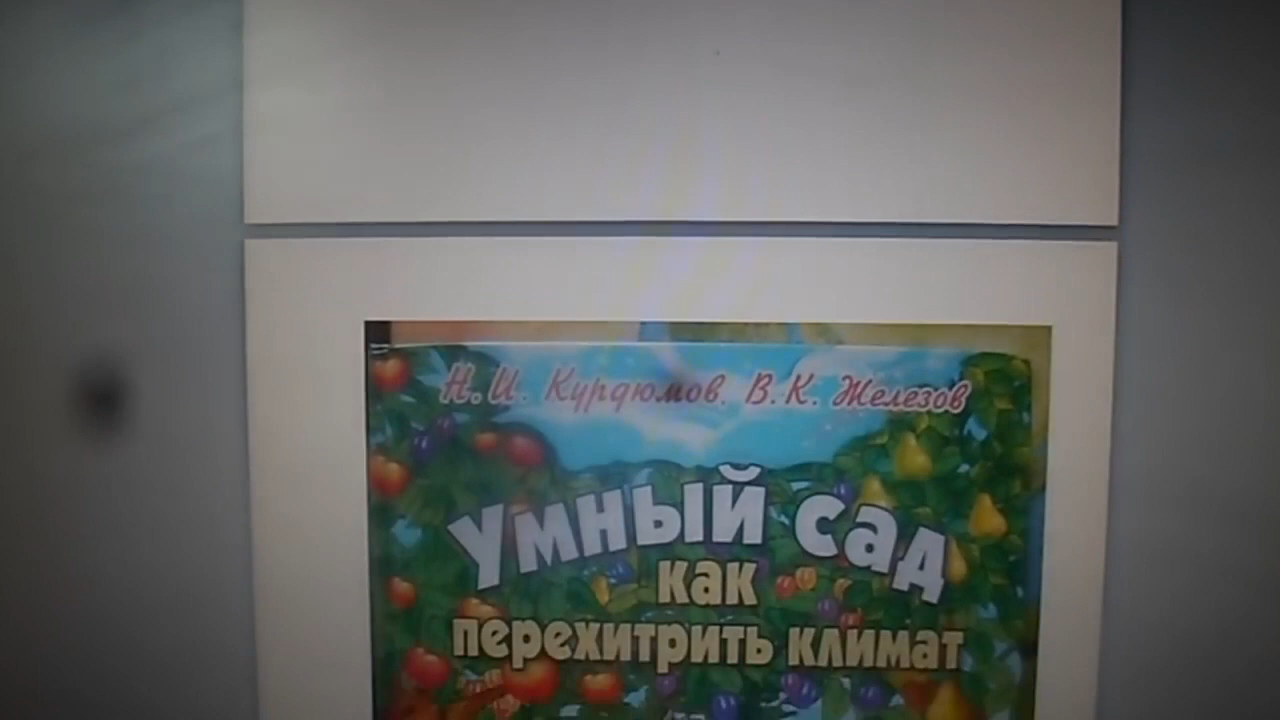 Н. И. Курдюмов, В. К. Железов
Умный сад
как
перехитрить климат